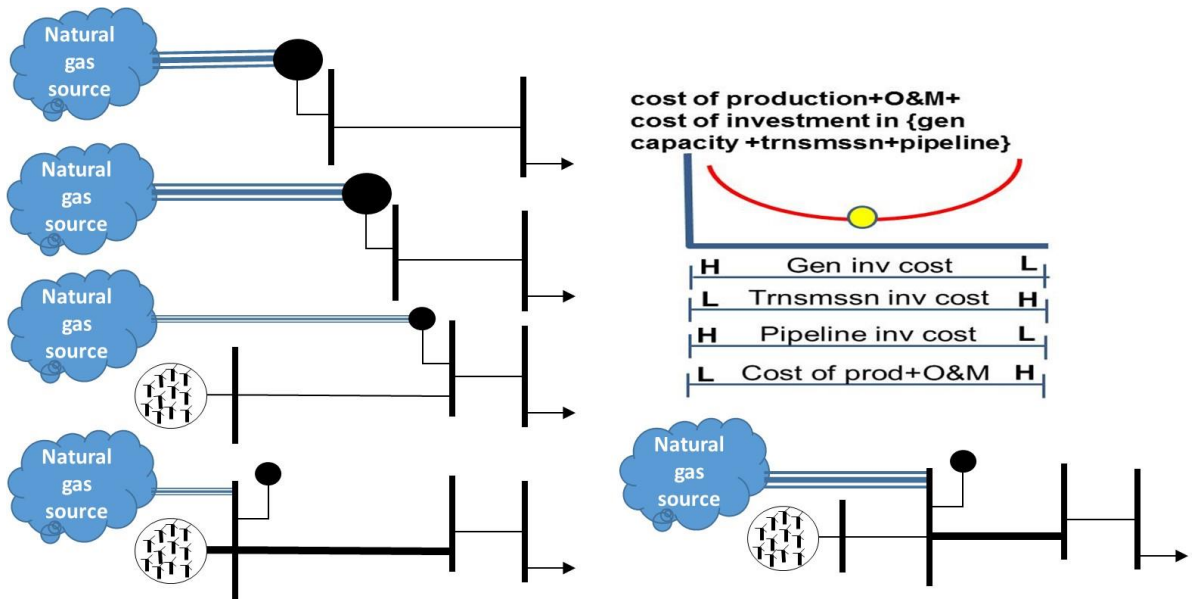 Natural
gas
source
Natural
gas
source
Natural
gas
source
Natural
gas
source
cost of production+O&M+
cost of investment in {gen
capacity +trnsmssn+pipeline}
H Gen inv cost L
L Trnsmssn inv cost H
H Pipeline inv cost L
L Cost of prod+O&M H
Natural
gas
source